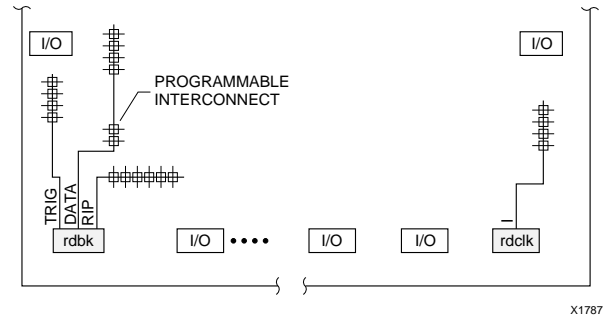 I/O
I/O
PROGRAMMABLE
INTERCONNECT
TRIG
DATA
RIP
I
rdbk
I/O
I/O
I/O
rdclk
X1787